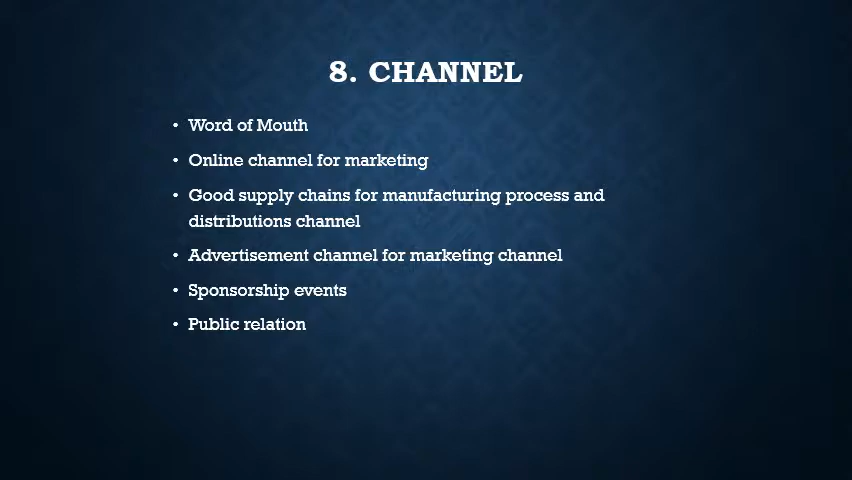 8. CHANNEL
• Word of Mouth
• Online channel for marketing
• Good supply chains for manufacturing process and
distributions channel
• Advertisement channel for marketing channel
• Sponsorship events
• Public relation